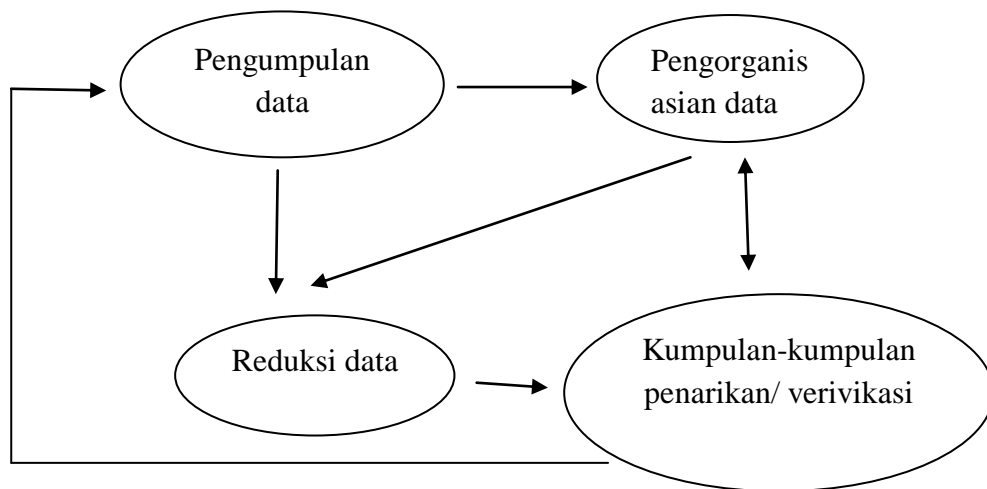 Pengumpulan
data
Pengorganis
asian data
Reduksi data
Kumpulan-kumpulan
penarikan/ verivikasi